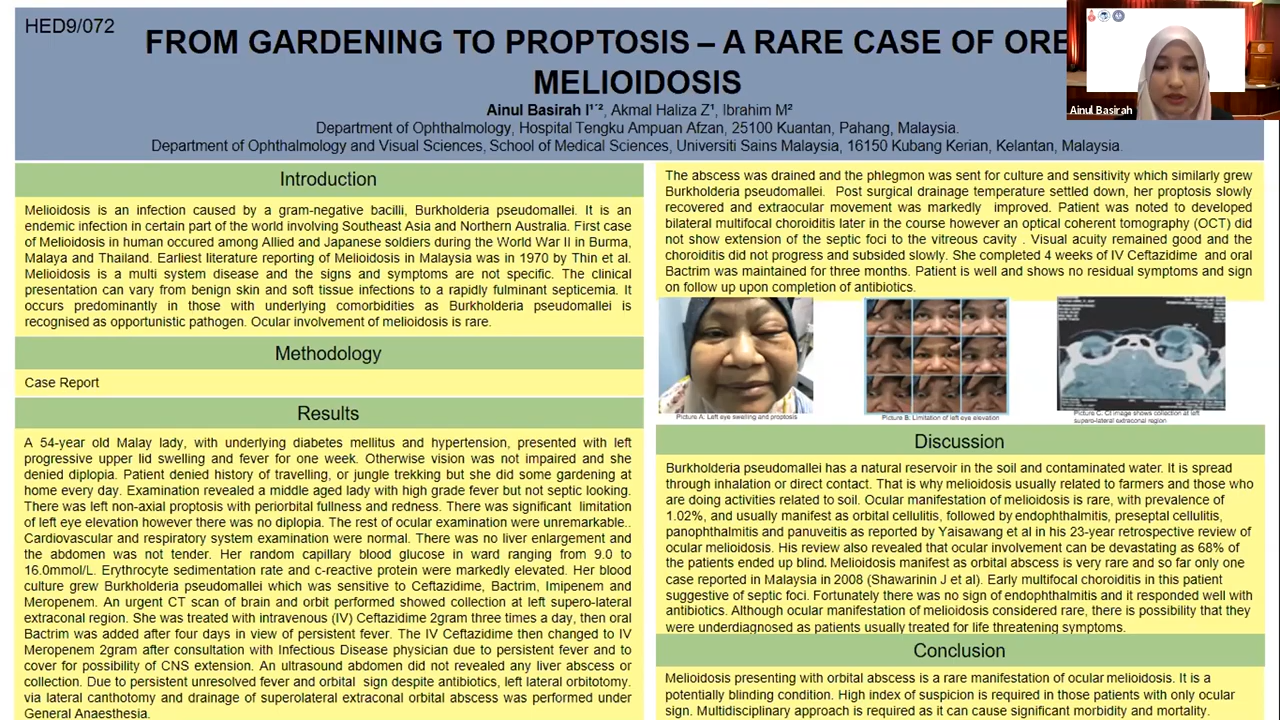 HED9/072
FROM GARDENING TO PROPTOSIS – A RARE CASE OF ORB
MELIOIDOSIS
Ainul Basirah I¹˙², Akmal Haliza Z¹, Ibrahim M²
Department of Ophthalmology, Hospital Tengku Ampuan Afzan, 25100 Kuantan, Pahang, Malaysia.
Department of Ophthalmology and Visual Sciences, School of Medical Sciences, Universiti Sains Malaysia, 16150 Kubang Kerian, Kelantan, Malaysia.
Ainul Basirah
Introduction
Melioidosis is an infection caused by a gram-negative bacilli, Burkholderia pseudomallei. It is an
endemic infection in certain part of the world involving Southeast Asia and Northern Australia. First case
of Melioidosis in human occured among Allied and Japanese soldiers during the World War II in Burma,
Malaya and Thailand. Earliest literature reporting of Melioidosis in Malaysia was in 1970 by Thin et al.
Melioidosis is a multi system disease and the signs and symptoms are not specific. The clinical
presentation can vary from benign skin and soft tissue infections to a rapidly fulminant septicemia. It
occurs predominantly in those with underlying comorbidities as Burkholderia pseudomallei is
recognised as opportunistic pathogen. Ocular involvement of melioidosis is rare.
Methodology
Case Report
Results
A 54-year old Malay lady, with underlying diabetes mellitus and hypertension, presented with left
progressive upper lid swelling and fever for one week. Otherwise vision was not impaired and she
denied diplopia. Patient denied history of travelling, or jungle trekking but she did some gardening at
home every day. Examination revealed a middle aged lady with high grade fever but not septic looking.
There was left non-axial proptosis with periorbital fullness and redness. There was significant limitation
of left eye elevation however there was no diplopia. The rest of ocular examination were unremarkable..
Cardiovascular and respiratory system examination were normal. There was no liver enlargement and
the abdomen was not tender. Her random capillary blood glucose in ward ranging from 9.0 to
16.0mmol/L. Erythrocyte sedimentation rate and c-reactive protein were markedly elevated. Her blood
culture grew Burkholderia pseudomallei which was sensitive to Ceftazidime, Bactrim, Imipenem and
Meropenem. An urgent CT scan of brain and orbit performed showed collection at left supero-lateral
extraconal region. She was treated with intravenous (IV) Ceftazidime 2gram three times a day, then oral
Bactrim was added after four days in view of persistent fever. The IV Ceftazidime then changed to IV
Meropenem 2gram after consultation with Infectious Disease physician due to persistent fever and to
cover for possibility of CNS extension. An ultrasound abdomen did not revealed any liver abscess or
collection. Due to persistent unresolved fever and orbital sign despite antibiotics, left lateral orbitotomy.
via lateral canthotomy and drainage of superolateral extraconal orbital abscess was performed under
General Anaesthesia.
The abscess was drained and the phlegmon was sent for culture and sensitivity which similarly grew
Burkholderia pseudomallei. Post surgical drainage temperature settled down, her proptosis slowly
recovered and extraocular movement was markedly improved. Patient was noted to developed
bilateral multifocal choroiditis later in the course however an optical coherent tomography (OCT) did
not show extension of the septic foci to the vitreous cavity . Visual acuity remained good and the
choroiditis did not progress and subsided slowly. She completed 4 weeks of IV Ceftazidime and oral
Bactrim was maintained for three months. Patient is well and shows no residual symptoms and sign
on follow up upon completion of antibiotics.
Picture A: Left eye swelling and proptosis
Picture B: Limitation of left eye elevation
Picture C. Ct image shows collection at left
supero-lateral extraconal region
Discussion
Burkholderia pseudomallei has a natural reservoir in the soil and contaminated water. It is spread
through inhalation or direct contact. That is why melioidosis usually related to farmers and those who
are doing activities related to soil. Ocular manifestation of melioidosis is rare, with prevalence of
1.02%, and usually manifest as orbital cellulitis, followed by endophthalmitis, preseptal cellulitis,
panophthalmitis and panuveitis as reported by Yaisawang et al in his 23-year retrospective review of
ocular melioidosis. His review also revealed that ocular involvement can be devastating as 68% of
the patients ended up blind. Melioidosis manifest as orbital abscess is very rare and so far only one
case reported in Malaysia in 2008 (Shawarinin J et al). Early multifocal choroiditis in this patient
suggestive of septic foci. Fortunately there was no sign of endophthalmitis and it responded well with
antibiotics. Although ocular manifestation of melioidosis considered rare, there is possibility that they
were underdiagnosed as patients usually treated for life threatening symptoms.
Conclusion
Melioidosis presenting with orbital abscess is a rare manifestation of ocular melioidosis. It is a
potentially blinding condition. High index of suspicion is required in those patients with only ocular
sign. Multidisciplinary approach is required as it can cause significant morbidity and mortality.